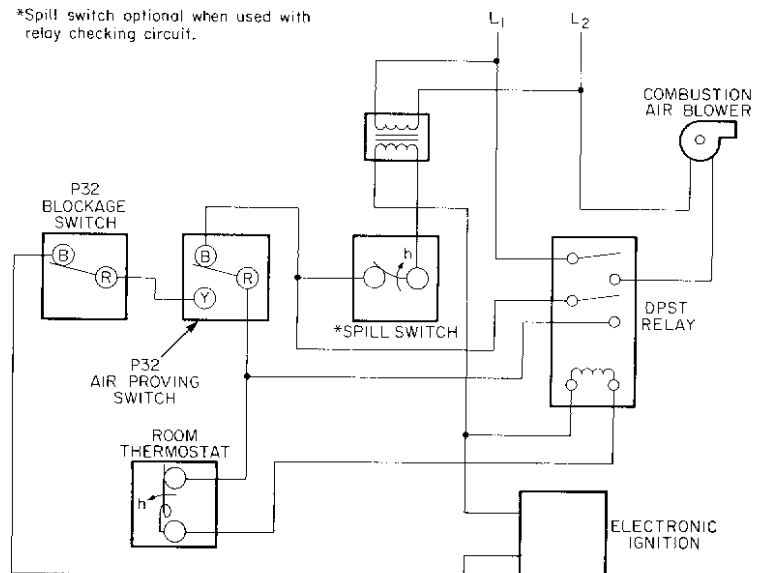 *Spill switch optional when used with
relay checking circuit.
L1
L2
COMBUSTION
AIR BLOWER
P32
BLOCKAGE
SWITCH
B
R
B
R
Y
h
*SPILL SWITCH
DPST
RELAY
P32
AIR PROVING
SWITCH
ROOM
THERMOSTAT
h
ELECTRONIC
IGNITION